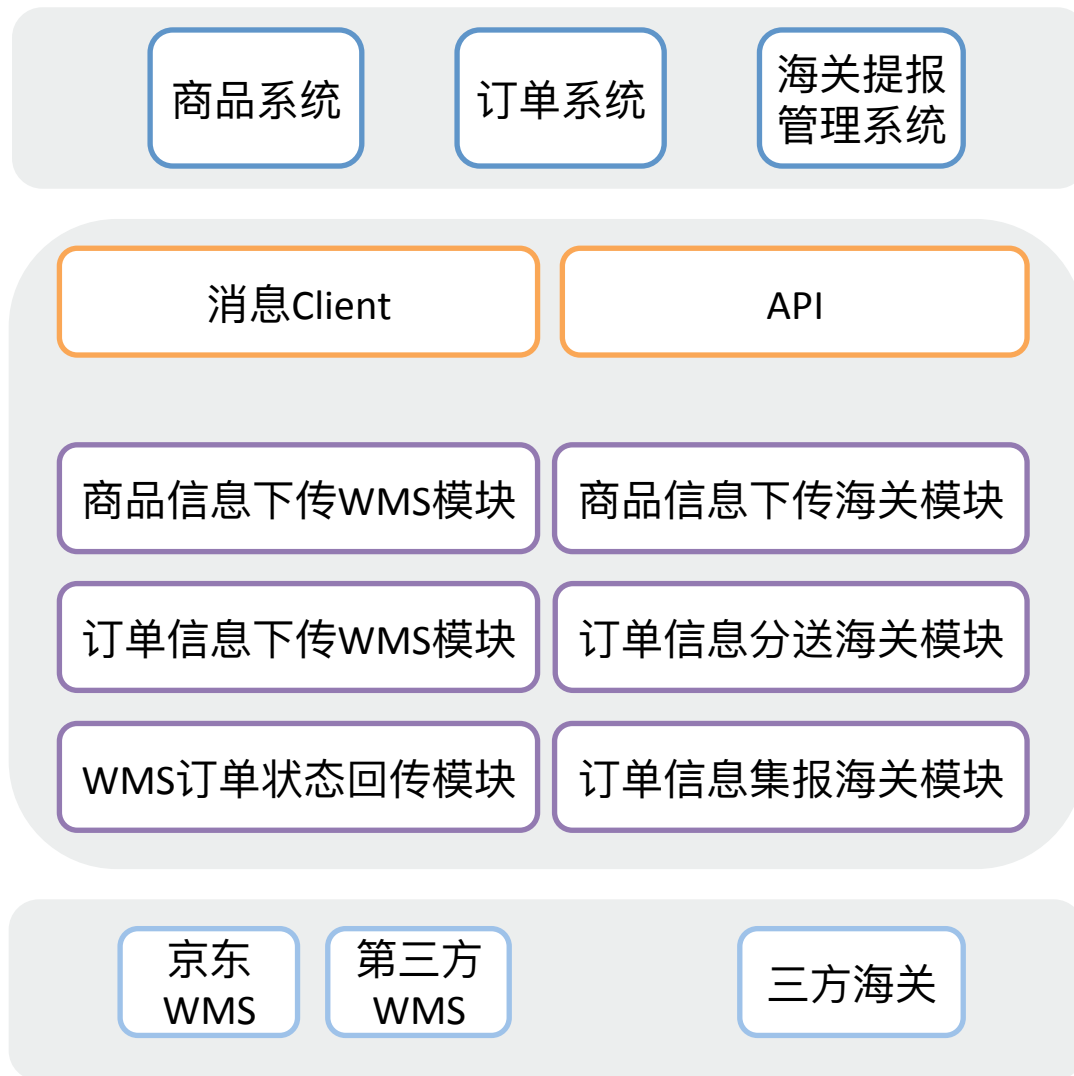 商品系统
订单系统
海关提报
管理系统
消息Client
API
商品信息下传WMS模块
商品信息下传海关模块
订单信息下传WMS模块
订单信息分送海关模块
WMS订单状态回传模块
订单信息集报海关模块
京东
WMS
第三方
WMS
三方海关